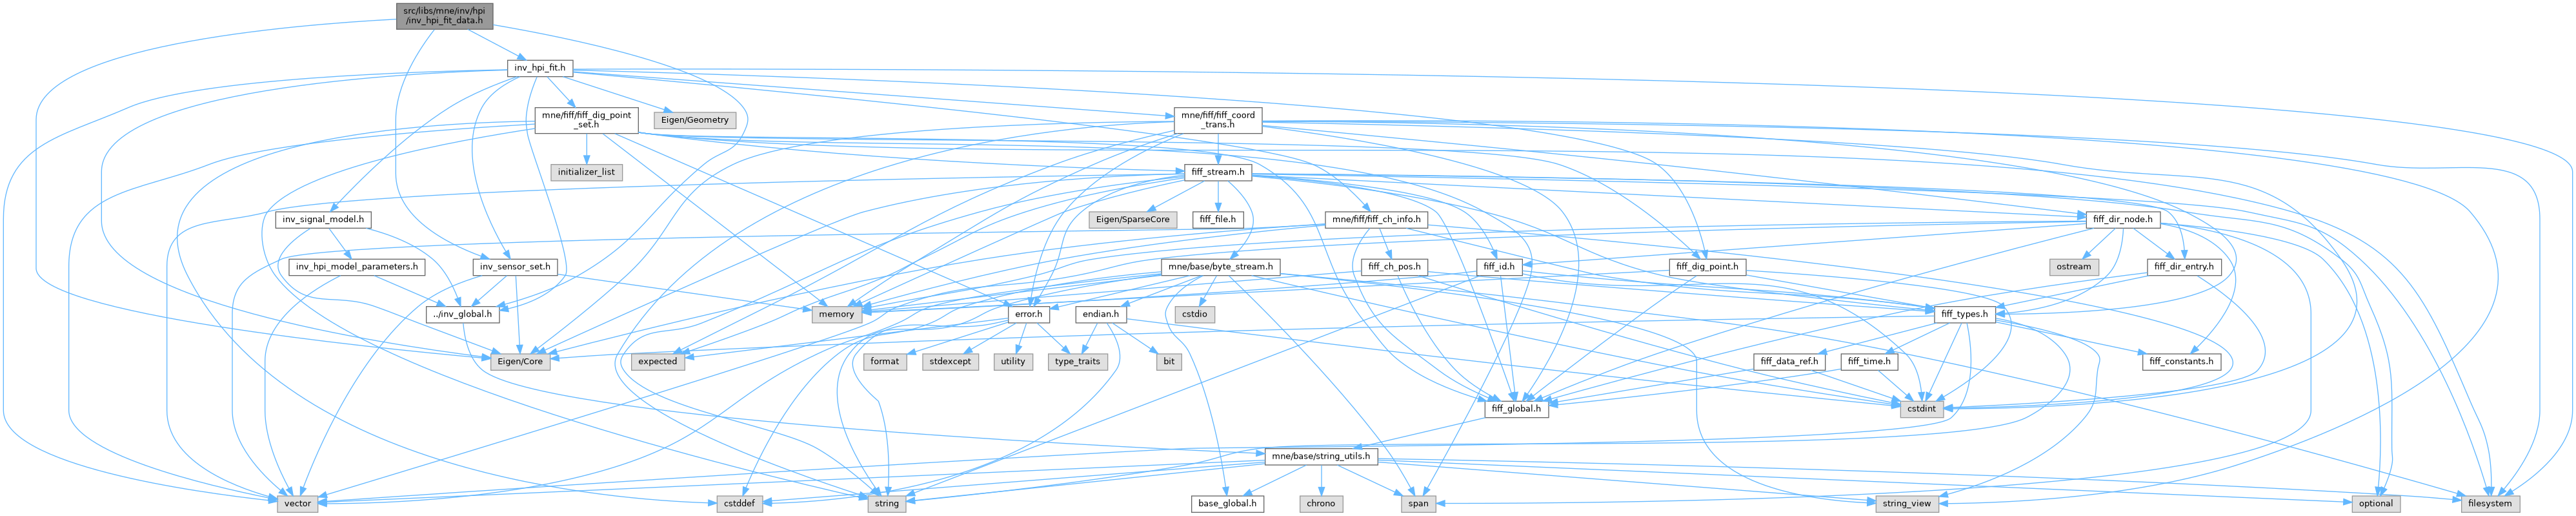 src/libs/mne/inv/hpi
/inv_hpi_fit_data.h
inv_hpi_fit.h
mne/fiff/fiff_dig_point
_set.h
Eigen/Geometry
mne/fiff/fiff_coord
_trans.h
initializer_list
fiff_stream.h
inv_signal_model.h
Eigen/SparseCore
fiff_file.h
mne/fiff/fiff_ch_info.h
fiff_dir_node.h
inv_hpi_model_parameters.h
inv_sensor_set.h
mne/base/byte_stream.h
fiff_ch_pos.h
fiff_id.h
fiff_dig_point.h
ostream
fiff_dir_entry.h
../inv_global.h
memory
cstdio
error.h
endian.h
fiff_types.h
Eigen/Core
expected
format
stdexcept
utility
type_traits
bit
fiff_data_ref.h
fiff_time.h
fiff_constants.h
fiff_global.h
cstdint
mne/base/string_utils.h
vector
cstddef
string
base_global.h
chrono
span
string_view
optional
filesystem